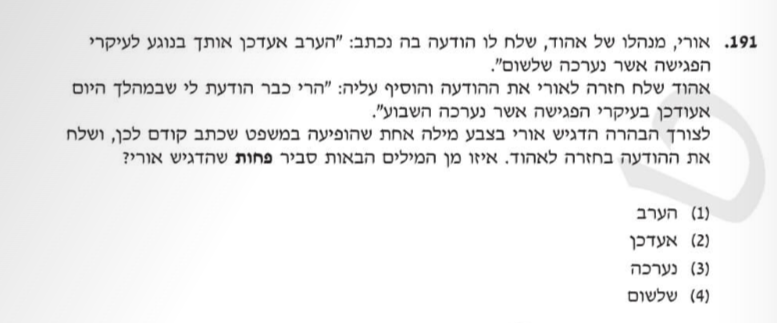 191. אורי, מנהלו של אהוד, שלח לו הודעה בה נכתב: "הערב אעדכן אותך בנוגע לעיקרי
הפגישה אשר נערכה שלשום".
אהוד שלח חזרה לאורי את ההודעה והוסיף עליה: "הרי כבר הודעת לי שבמהלך היום
אעודכן בעיקרי הפגישה אשר נערכה השבוע".
לצורך הבהרה הדגיש אורי בצבע מילה אחת שהופיעה במשפט שכתב קודם לכן, ושלח
את ההודעה בחזרה לאהוד. איזו מן המילים הבאות סביר פחות שהדגיש אורי?
(1) הערב
(2) אעדכן
(3) נערכה
(4) שלשום